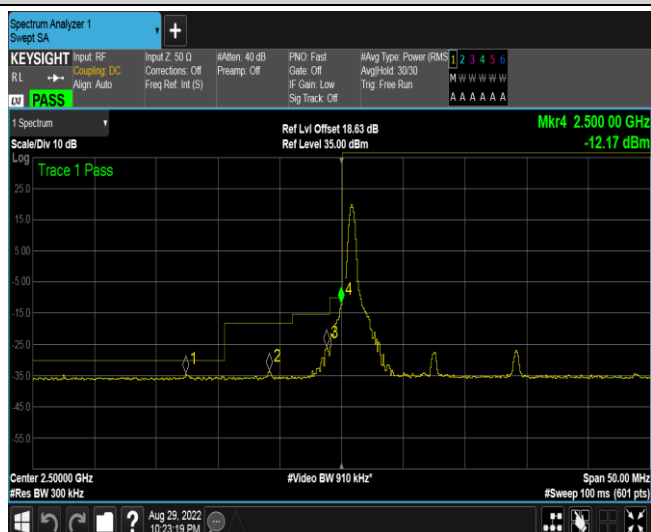 Spectrum Analyzer 1
Swept SA
+
KEYSIGHT
RL
LXI PASS
Input: RF
Coupling: DC
Align: Auto
Input Z: 50 Ω
Corrections: Off
Freq Ref: Int (S)
#Atten: 40 dB
Preamp: Off
PNO: Fast
Gate: Off
IF Gain: Low
Sig Track: Off
#Avg Type: Power (RMS
Avg|Hold: 30/30
Trig: Free Run
1 2 3 4 5 6
M W W W W W
A A A A A A
1 Spectrum
Scale/Div 10 dB
Ref Lvl Offset 18.63 dB
Ref Level 35.00 dBm
Mkr4 2.500 00 GHz
-12.17 dBm
Log
Trace 1 Pass
25.0
15.0
5.00
-5.00
-15.0
-25.0
-35.0
-45.0
-55.0
1
2
3
4
Center 2.50000 GHz
#Res BW 300 kHz
#Video BW 910 kHz*
Span 50.00 MHz
#Sweep 100 ms (601 pts)
?
Aug 29, 2022
10:23:19 PM